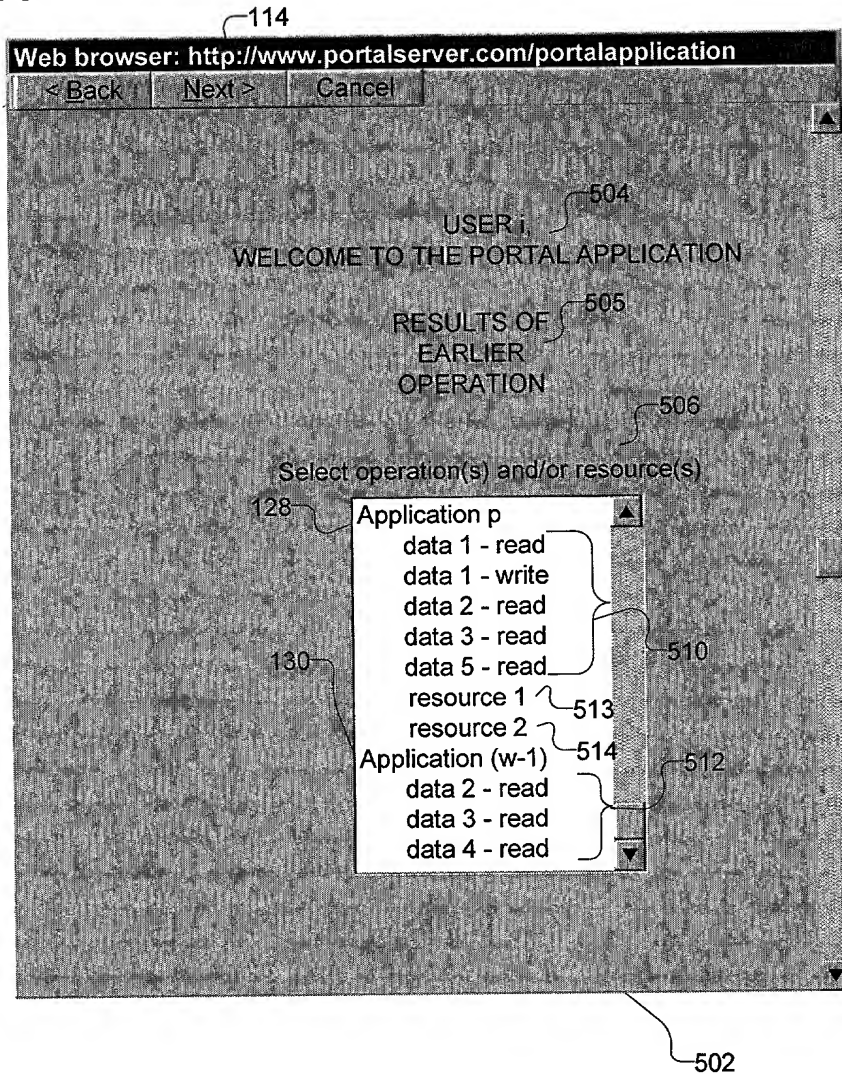 114
Web browser: http://www.portalserver.com/portalapplication
< Back Next > Cancel
504
USER i,
WELCOME TO THE PORTAL APPLICATION
505
RESULTS OF
EARLIER
OPERATION
506
Select operation(s) and/or resource(s)
128 Application p
data 1 - read
data 1 - write
data 2 - read
data 3 - read
510
130 data 5 - read
resource 1 513
resource 2 514
Application (w-1) 512
data 2 - read
data 3 - read
data 4 - read
502